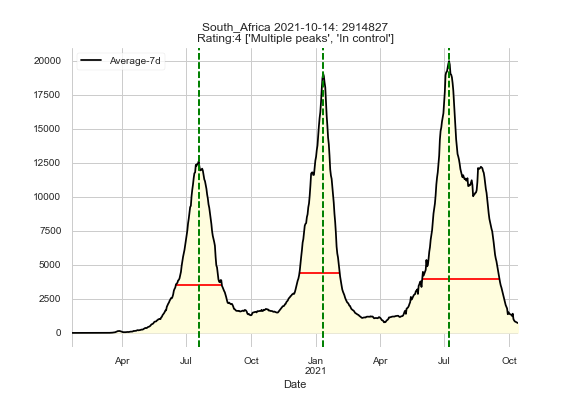 South_Africa 2021-10-14: 2914827
Rating:4 ['Multiple peaks', 'In control']
Average-7d
20000
17500
15000
12500
10000
7500
5000
2500
0
Apr Jul Oct Jan Apr Jul Oct
2021
Date